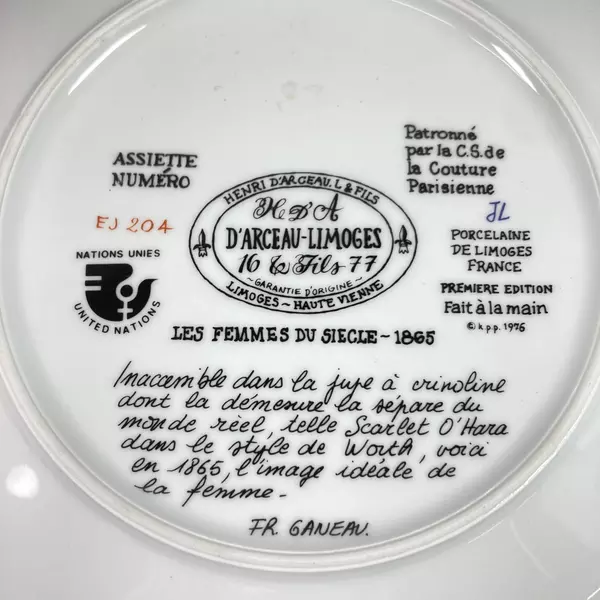 ASSIETTE
NUMÉRO
EJ 204
NATIONS UNIES
UNITED NATIONS
HENRI D'ARCEAU. L & FILS
H D'A
D'ARCEAU-LIMOGES
16 & Fils 77
~GARANTIE D'ORIGINE~
LIMOGES ~ HAUTE VIENNE
Patronné
par la C.S. de
la Couture
Parisienne
JL
PORCELAINE
DE LIMOGES
FRANCE
PREMIERE EDITION
Fait à la main
© k.p.p. 1976
LES FEMMES DU SIECLE ~ 1865
Inaccessible dans la jupe à crinoline
dont la démesure la sépare du
monde réel, telle Scarlet O'Hara
dans le style de Worth, voici
en 1865, l'image idéale de
la femme-
FR. GANEAU.